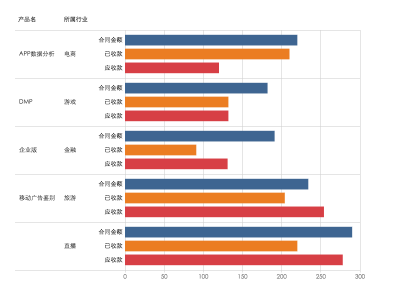 产品名 所属行业
合同金额
APP数据分析 电商 已收款
应收款
合同金额
DMP 游戏 已收款
应收款
合同金额
企业版 金融 已收款
应收款
合同金额
移动广告鉴别 旅游 已收款
应收款
合同金额
直播 已收款
应收款
0 50 100 150 200 250 300